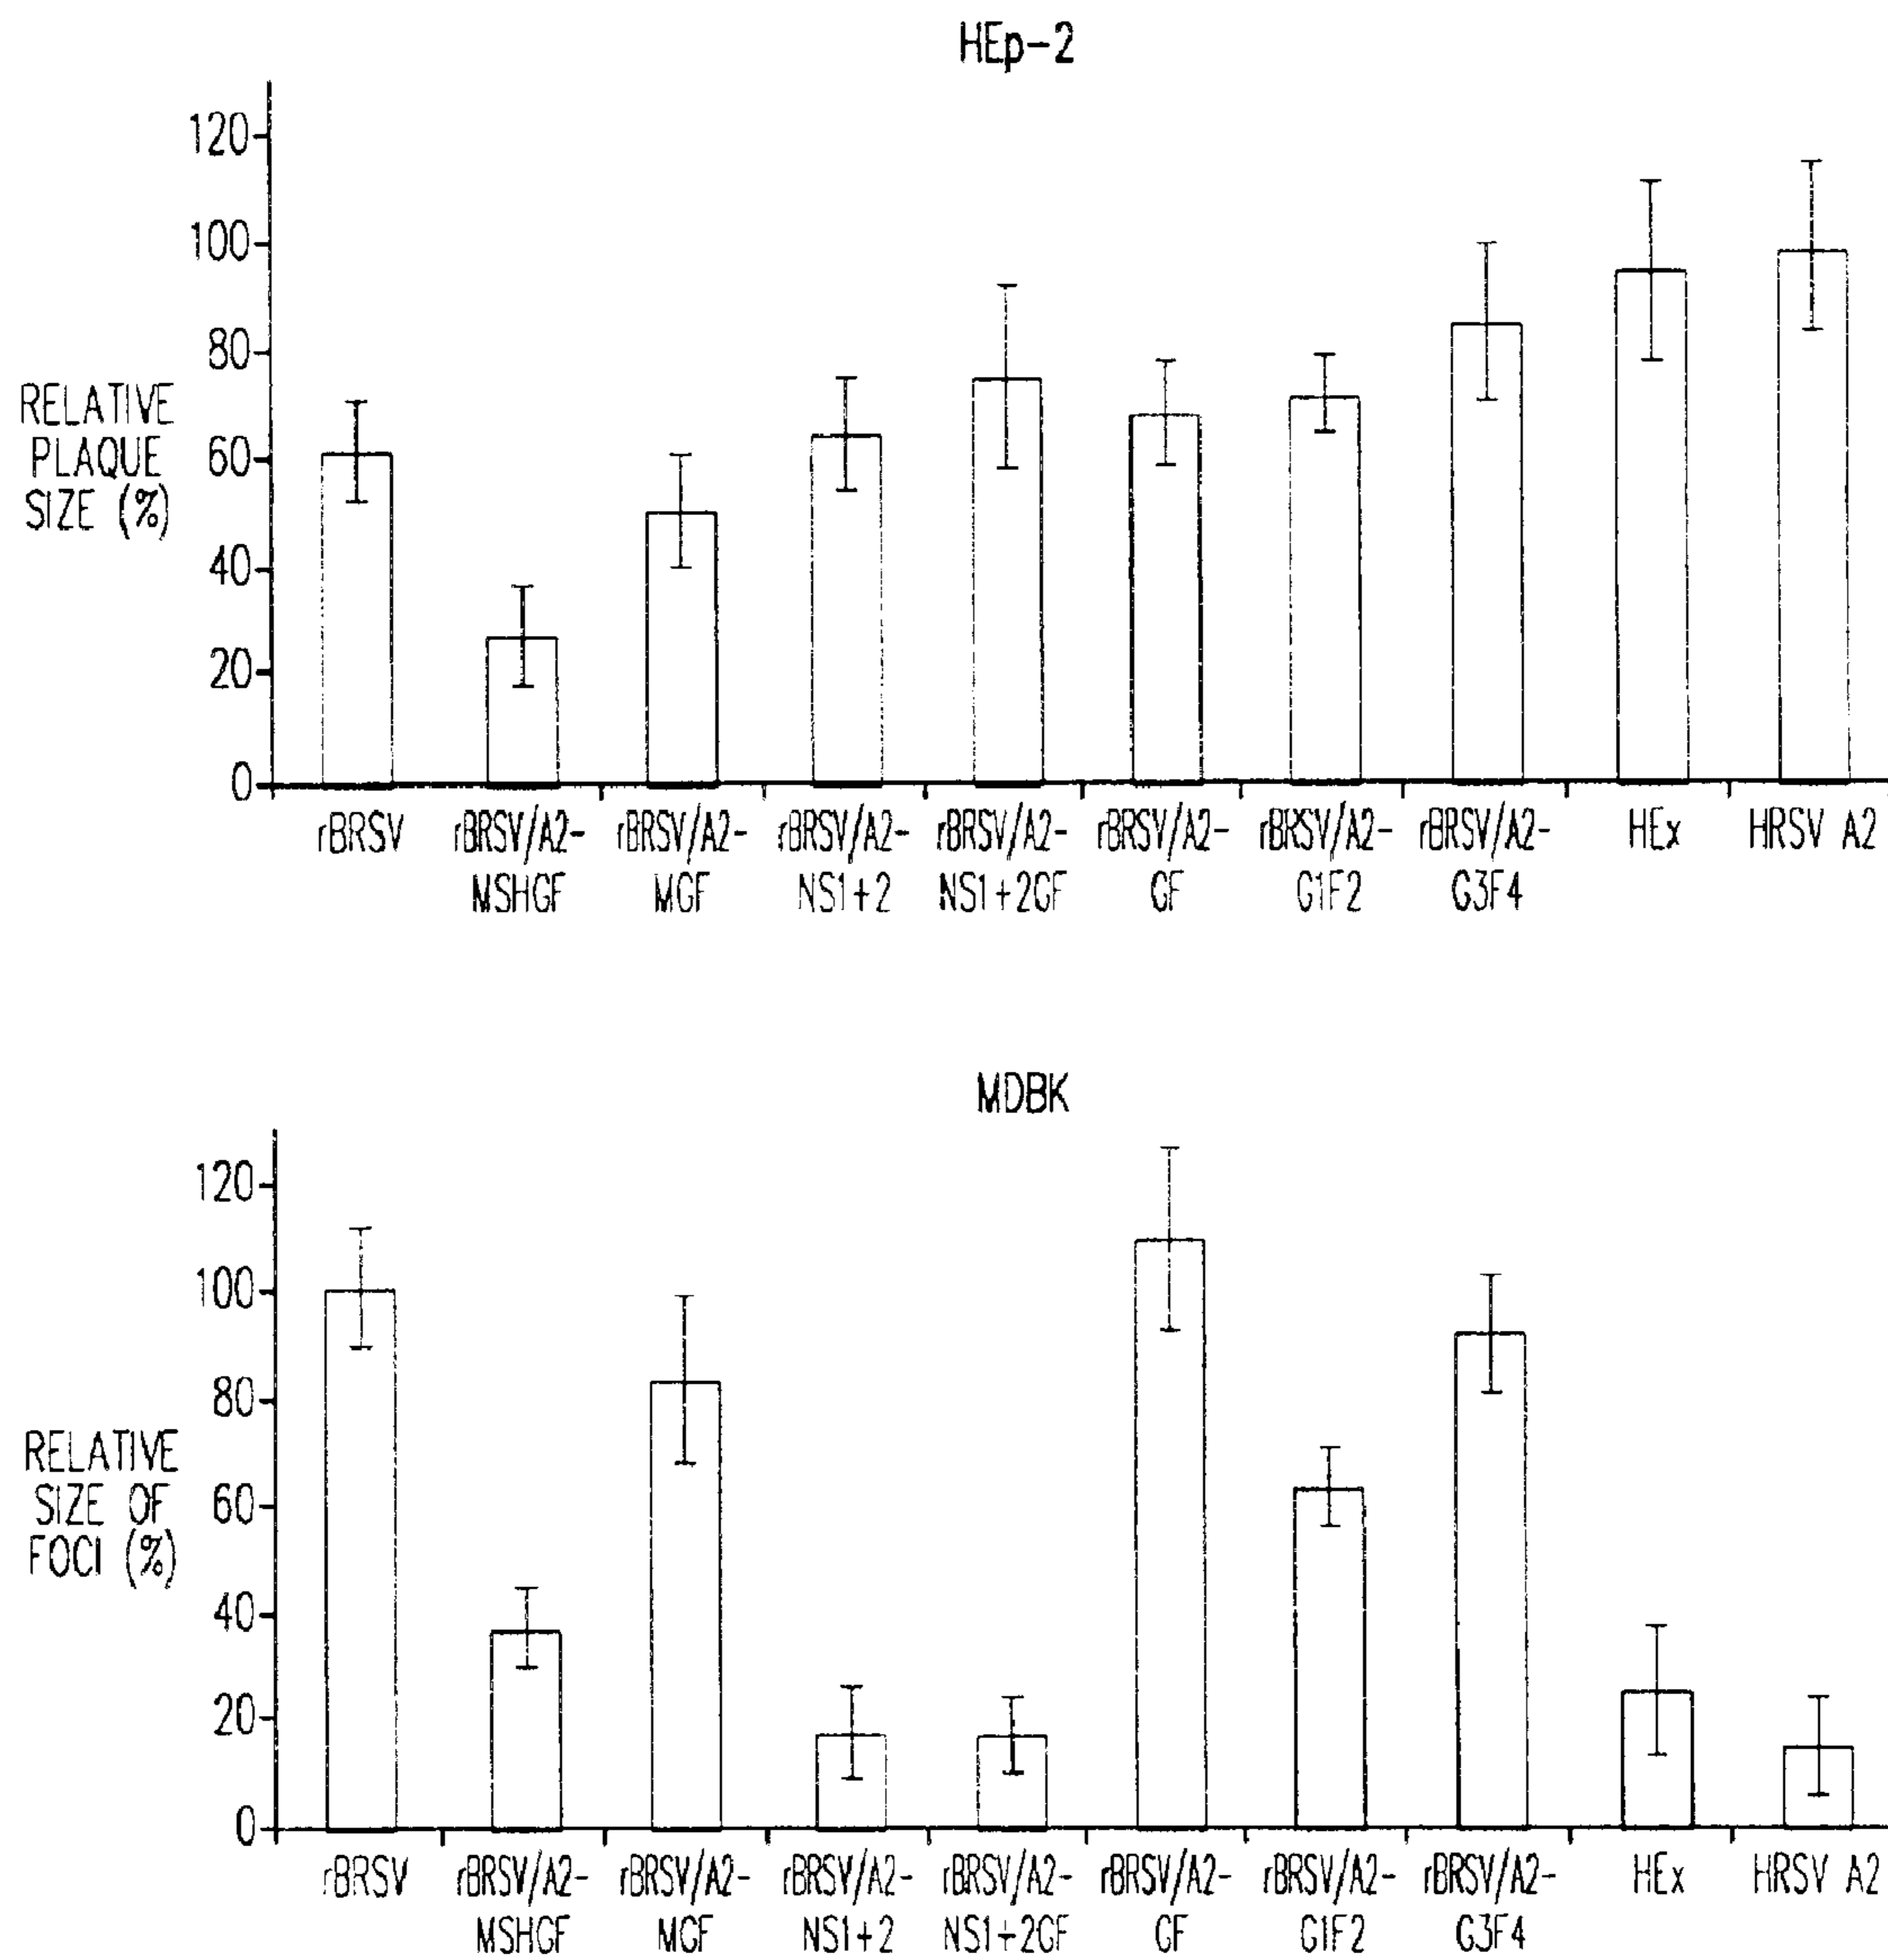 HEp-2
120
100
80
60
40
20
0
RELATIVE
PLAQUE
SIZE (%)
rBRSV rBRSV/A2- rBRSV/A2- rBRSV/A2- rBRSV/A2- rBRSV/A2- rBRSV/A2- rBRSV/A2- HEx HRSV A2
MSHGF MGF NS1+2 NS1+2GF GF G1F2 G3F4
MDBK
120
100
80
60
40
20
0
RELATIVE
SIZE OF
FOCI (%)
rBRSV rBRSV/A2- rBRSV/A2- rBRSV/A2- rBRSV/A2- rBRSV/A2- rBRSV/A2- rBRSV/A2- HEx HRSV A2
MSHGF MGF NS1+2 NS1+2GF GF G1F2 G3F4